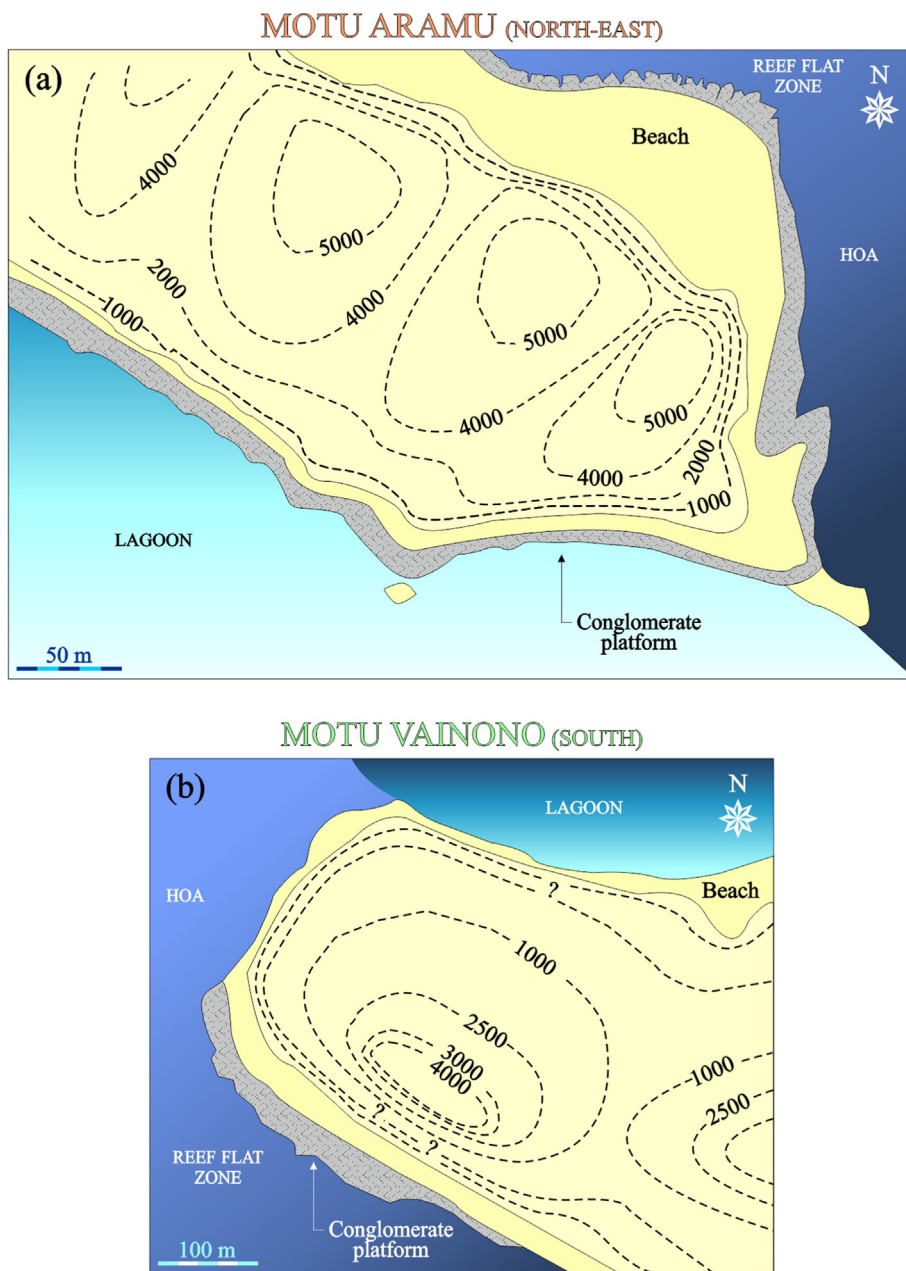 MOTU ARAMU (NORTH-EAST)
(a)
REEF FLAT
ZONE
N
Beach
HOA
4000
5000
4000
2000
1000
5000
4000
5000
4000
2000
1000
LAGOON
Conglomerate
platform
50 m
MOTU VAINONO (SOUTH)
(b)
LAGOON
N
HOA
Beach
?
1000
2500
3000
4000
?
?
1000
2500
REEF FLAT
ZONE
Conglomerate
platform
100 m